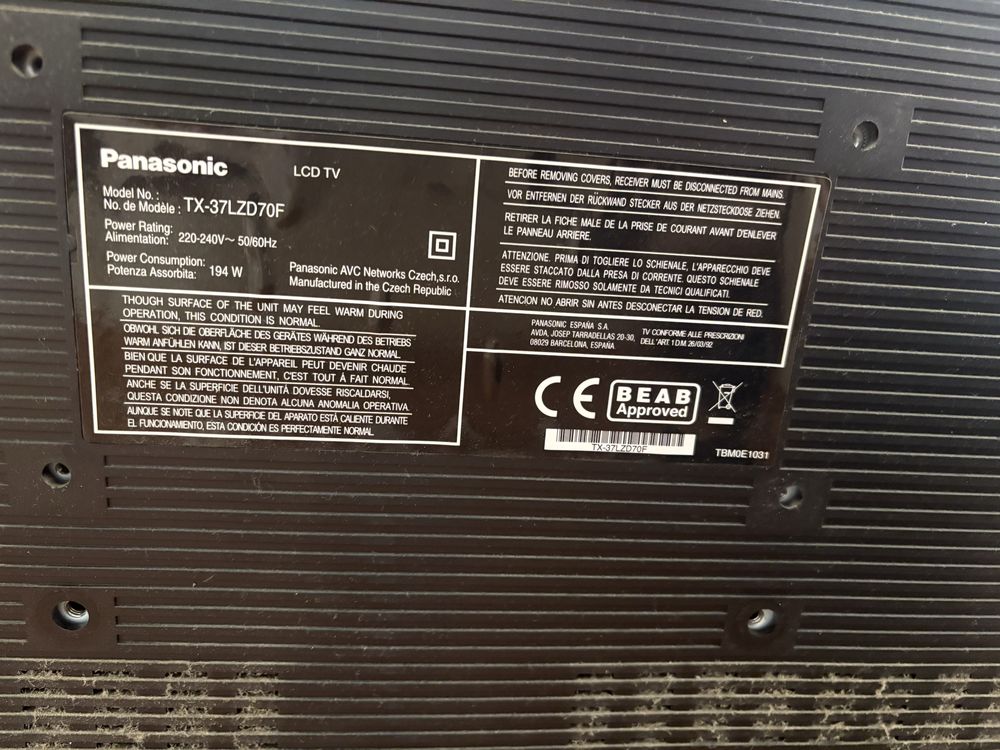 Panasonic
LCD TV
Model No. :
No. de Modèle : TX-37LZD70F
Power Rating:
Alimentation: 220-240V~ 50/60Hz
Power Consumption:
Potenza Assorbita: 194 W
Panasonic AVC Networks Czech,s.r.o.
Manufactured in the Czech Republic
THOUGH SURFACE OF THE UNIT MAY FEEL WARM DURING
OPERATION, THIS CONDITION IS NORMAL.
OBWOHL SICH DIE OBERFLÄCHE DES GERÄTES WÄHREND DES BETRIEBS
WARM ANFÜHLEN KANN, IST DIESER BETRIEBSZUSTAND GANZ NORMAL.
BIEN QUE LA SURFACE DE L'APPAREIL PEUT DEVENIR CHAUDE
PENDANT SON FONCTIONNEMENT, C'EST TOUT À FAIT NORMAL.
ANCHE SE LA SUPERFICIE DELL'UNITÀ DOVESSE RISCALDARSI,
QUESTA CONDIZIONE NON DENOTA ALCUNA ANOMALIA OPERATIVA.
AUNQUE SE NOTE QUE LA SUPERFICIE DEL APARATO ESTÁ CALIENTE DURANTE
EL FUNCIONAMIENTO, ESTA CONDICIÓN ES PERFECTAMENTE NORMAL.
BEFORE REMOVING COVERS, RECEIVER MUST BE DISCONNECTED FROM MAINS.
VOR ENTFERNEN DER RÜCKWAND STECKER AUS DER NETZSTECKDOSE ZIEHEN.
RETIRER LA FICHE MALE DE LA PRISE DE COURANT AVANT D'ENLEVER
LE PANNEAU ARRIERE.
ATTENZIONE. PRIMA DI TOGLIERE LO SCHIENALE, L'APPARECCHIO DEVE
ESSERE STACCATO DALLA PRESA DI CORRENTE. QUESTO SCHIENALE
DEVE ESSERE RIMOSSO SOLAMENTE DA TECNICI QUALIFICATI.
ATENCION NO ABRIR SIN ANTES DESCONECTAR LA TENSION DE RED.
PANASONIC ESPAÑA S.A.
AVDA. JOSEP TARRADELLAS 20-30,
08029 BARCELONA, ESPAÑA
TV CONFORME ALLE PRESCRIZIONI
DELL'ART. 1 D.M. 26/03/92
CE
BEAB
Approved
TX-37LZD70F
TBM0E1031